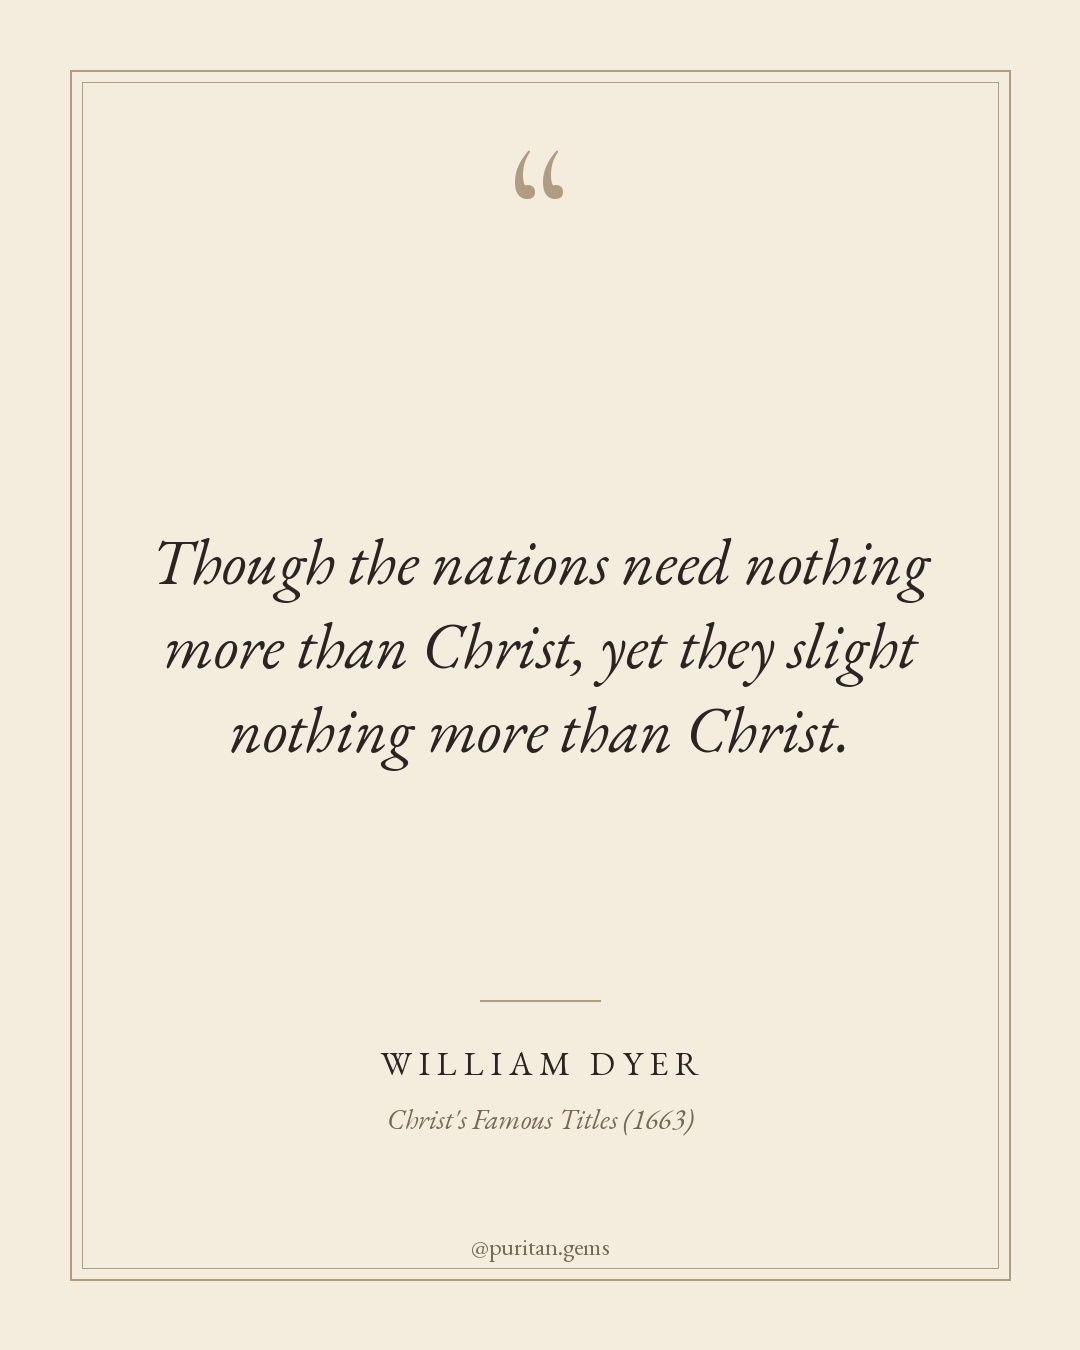 “
Though the nations need nothing
more than Christ, yet they slight
nothing more than Christ.
WILLIAM DYER
Christ's Famous Titles (1663)
@puritan.gems